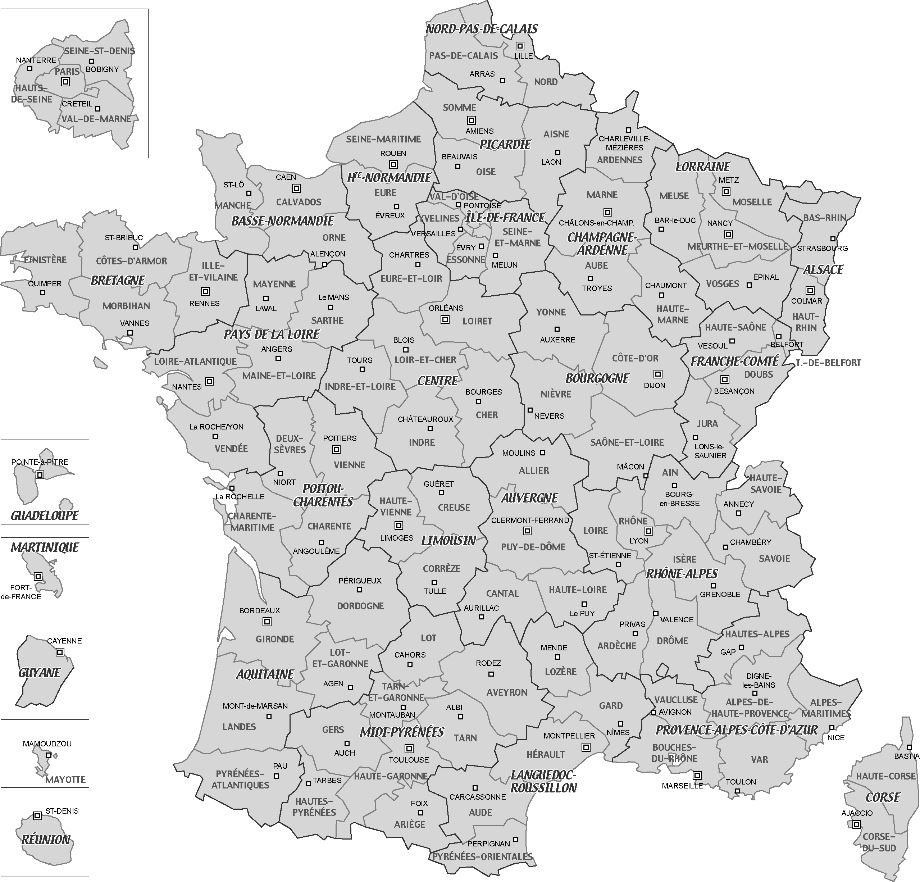 SEINE-ST-DENIS
NANTERRE
PARIS
BOBIGNY
HAUTS-
DE-SEINE
CRÉTEIL
VAL-DE-MARNE
NORD-PAS-DE-CALAIS
PAS-DE-CALAIS
LILLE
ARRAS
NORD
SOMME
AMIENS
PICARDIE
AISNE
BEAUVAIS
OISE
LAON
CHARLEVILLE-
MÉZIÈRES
ARDENNES
SEINE-MARITIME
ROUEN
HTE-NORMANDIE
EURE
ÉVREUX
CAEN
ST-LÔ
MANCHE
CALVADOS
BASSE-NORMANDIE
ORNE
ALENÇON
VAL-D'OISE
PONTOISE
YVELINES
ÎLE-DE-FRANCE
VERSAILLES
SEINE-
ET-MARNE
ÉVRY
ESSONNE
MELUN
MARNE
CHÂLONS-en-CHAMP.
CHAMPAGNE-
ARDENNE
AUBE
TROYES
CHAUMONT
HAUTE-
MARNE
LORRAINE
METZ
MEUSE
MOSELLE
BAR-le-DUC
NANCY
MEURTHE-ET-MOSELLE
VOSGES
ÉPINAL
BAS-RHIN
STRASBOURG
ALSACE
COLMAR
HAUT-
RHIN
ST-BRIEUC
FINISTÈRE
CÔTES-D'ARMOR
QUIMPER
BRETAGNE
MORBIHAN
VANNES
ILLE-
ET-VILAINE
RENNES
MAYENNE
LAVAL
Le MANS
SARTHE
PAYS DE LA LOIRE
LOIRE-ATLANTIQUE
ANGERS
MAINE-ET-LOIRE
NANTES
La ROCHE/YON
VENDÉE
CHARTRES
EURE-ET-LOIR
ORLÉANS
LOIRET
BLOIS
TOURS
LOIR-ET-CHER
INDRE-ET-LOIRE
CENTRE
BOURGES
CHER
CHÂTEAUROUX
INDRE
YONNE
AUXERRE
CÔTE-D'OR
BOURGOGNE
DIJON
NIÈVRE
NEVERS
SAÔNE-ET-LOIRE
MÂCON
HAUTE-SAÔNE
VESOUL
BELFORT
FRANCHE-COMTÉ
T.-DE-BELFORT
DOUBS
BESANÇON
JURA
LONS-le-
SAUNIER
DEUX-
SÈVRES
POITIERS
VIENNE
NIORT
POITOU-
CHARENTES
La ROCHELLE
CHARENTE-
MARITIME
CHARENTE
ANGOULÊME
GUÉRET
HAUTE-
VIENNE
CREUSE
LIMOGES
LIMOUSIN
CORRÈZE
TULLE
MOULINS
ALLIER
AUVERGNE
CLERMONT-FERRAND
PUY-DE-DÔME
CANTAL
AURILLAC
HAUTE-LOIRE
Le PUY
AIN
BOURG-
en-BRESSE
HAUTE-
SAVOIE
ANNECY
LOIRE
RHÔNE
LYON
ST-ÉTIENNE
CHAMBÉRY
SAVOIE
ISÈRE
RHÔNE-ALPES
GRENOBLE
PRIVAS
VALENCE
ARDÈCHE
DRÔME
PÉRIGUEUX
DORDOGNE
BORDEAUX
GIRONDE
LOT-
ET-GARONNE
AGEN
AQUITAINE
MONT-de-MARSAN
LANDES
PAU
PYRÉNÉES-
ATLANTIQUES
LOT
CAHORS
RODEZ
AVEYRON
TARN-
ET-GARONNE
MONTAUBAN
ALBI
TARN
GERS
AUCH
MIDI-PYRÉNÉES
TOULOUSE
HAUTE-GARONNE
TARBES
HAUTES-
PYRÉNÉES
FOIX
ARIÈGE
MENDE
LOZÈRE
GARD
NÎMES
MONTPELLIER
HÉRAULT
LANGUEDOC-
ROUSSILLON
CARCASSONNE
AUDE
PERPIGNAN
PYRÉNÉES-ORIENTALES
HAUTES-ALPES
GAP
DIGNE-
les-BAINS
ALPES-DE-
HAUTE-PROVENCE
ALPES-
MARITIMES
VAUCLUSE
AVIGNON
PROVENCE-ALPES-CÔTE-D'AZUR
NICE
BOUCHES-
DU-RHÔNE
VAR
MARSEILLE
TOULON
BASTIA
HAUTE-CORSE
CORSE
AJACCIO
CORSE-
DU-SUD
POINTE-à-PITRE
GUADELOUPE
MARTINIQUE
FORT-
de-FRANCE
CAYENNE
GUYANE
MAMOUDZOU
MAYOTTE
ST-DENIS
RÉUNION